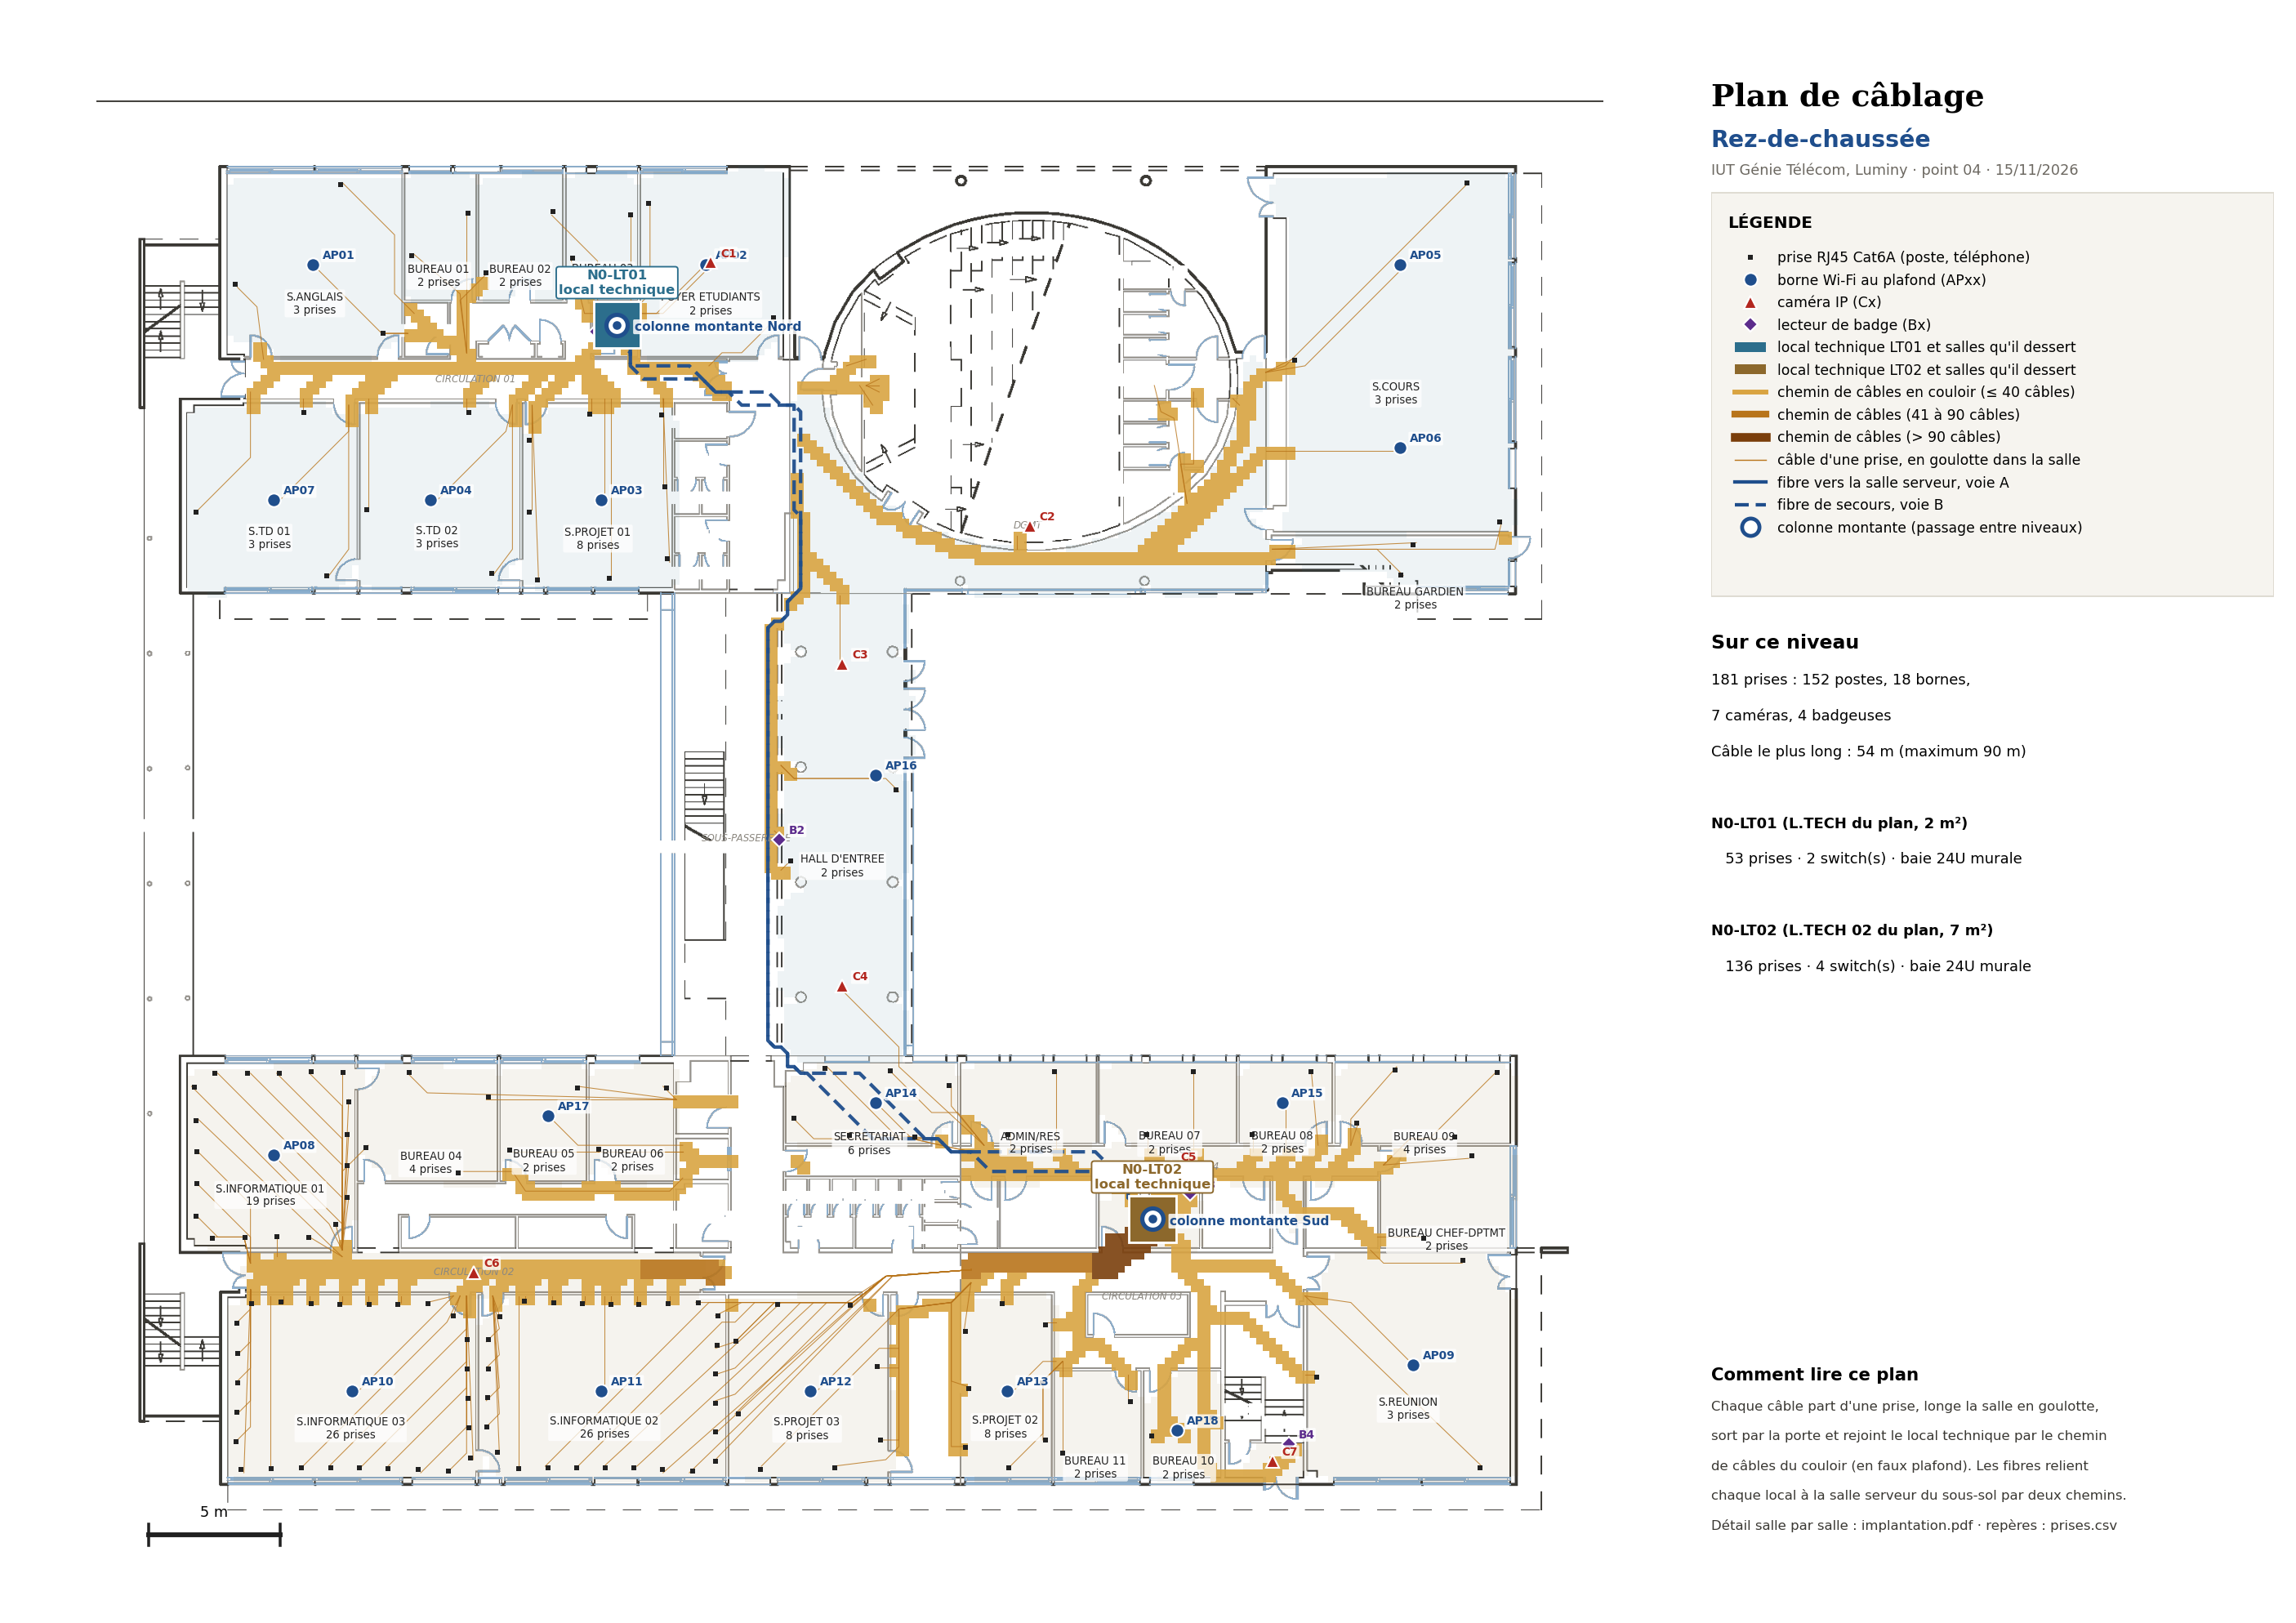 Plan de câblage
Rez-de-chaussée
IUT Génie Télécom, Luminy · point 04 · 15/11/2026
LÉGENDE
prise RJ45 Cat6A (poste, téléphone)
borne Wi-Fi au plafond (APxx)
caméra IP (Cx)
lecteur de badge (Bx)
local technique LT01 et salles qu'il dessert
local technique LT02 et salles qu'il dessert
chemin de câbles en couloir (≤ 40 câbles)
chemin de câbles (41 à 90 câbles)
chemin de câbles (> 90 câbles)
câble d'une prise, en goulotte dans la salle
fibre vers la salle serveur, voie A
fibre de secours, voie B
colonne montante (passage entre niveaux)
Sur ce niveau
181 prises : 152 postes, 18 bornes,
7 caméras, 4 badgeuses
Câble le plus long : 54 m (maximum 90 m)
N0-LT01 (L.TECH du plan, 2 m²)
53 prises · 2 switch(s) · baie 24U murale
N0-LT02 (L.TECH 02 du plan, 7 m²)
136 prises · 4 switch(s) · baie 24U murale
Comment lire ce plan
Chaque câble part d'une prise, longe la salle en goulotte,
sort par la porte et rejoint le local technique par le chemin
de câbles du couloir (en faux plafond). Les fibres relient
chaque local à la salle serveur du sous-sol par deux chemins.
Détail salle par salle : implantation.pdf · repères : prises.csv
AP01
S.ANGLAIS
3 prises
BUREAU 01
2 prises
BUREAU 02
2 prises
N0-LT01
local technique
C1
2 prises
colonne montante Nord
CIRCULATION 01
AP05
S.COURS
3 prises
AP06
AP07
S.TD 01
3 prises
AP04
S.TD 02
3 prises
AP03
S.PROJET 01
8 prises
C2
BUREAU GARDIEN
2 prises
C3
AP16
B2
HALL D'ENTREE
2 prises
C4
AP08
S.INFORMATIQUE 01
19 prises
BUREAU 04
4 prises
AP17
BUREAU 05
2 prises
BUREAU 06
2 prises
AP14
SECRETARIAT
6 prises
ADMIN/RES
2 prises
BUREAU 07
2 prises
AP15
BUREAU 08
2 prises
BUREAU 09
4 prises
C5
N0-LT02
local technique
colonne montante Sud
BUREAU CHEF-DPTMT
2 prises
C6
CIRCULATION 02
CIRCULATION 03
AP10
S.INFORMATIQUE 03
26 prises
AP11
S.INFORMATIQUE 02
26 prises
AP12
S.PROJET 03
8 prises
AP13
S.PROJET 02
8 prises
BUREAU 11
2 prises
AP18
BUREAU 10
2 prises
B4
C7
AP09
S.REUNION
3 prises
5 m